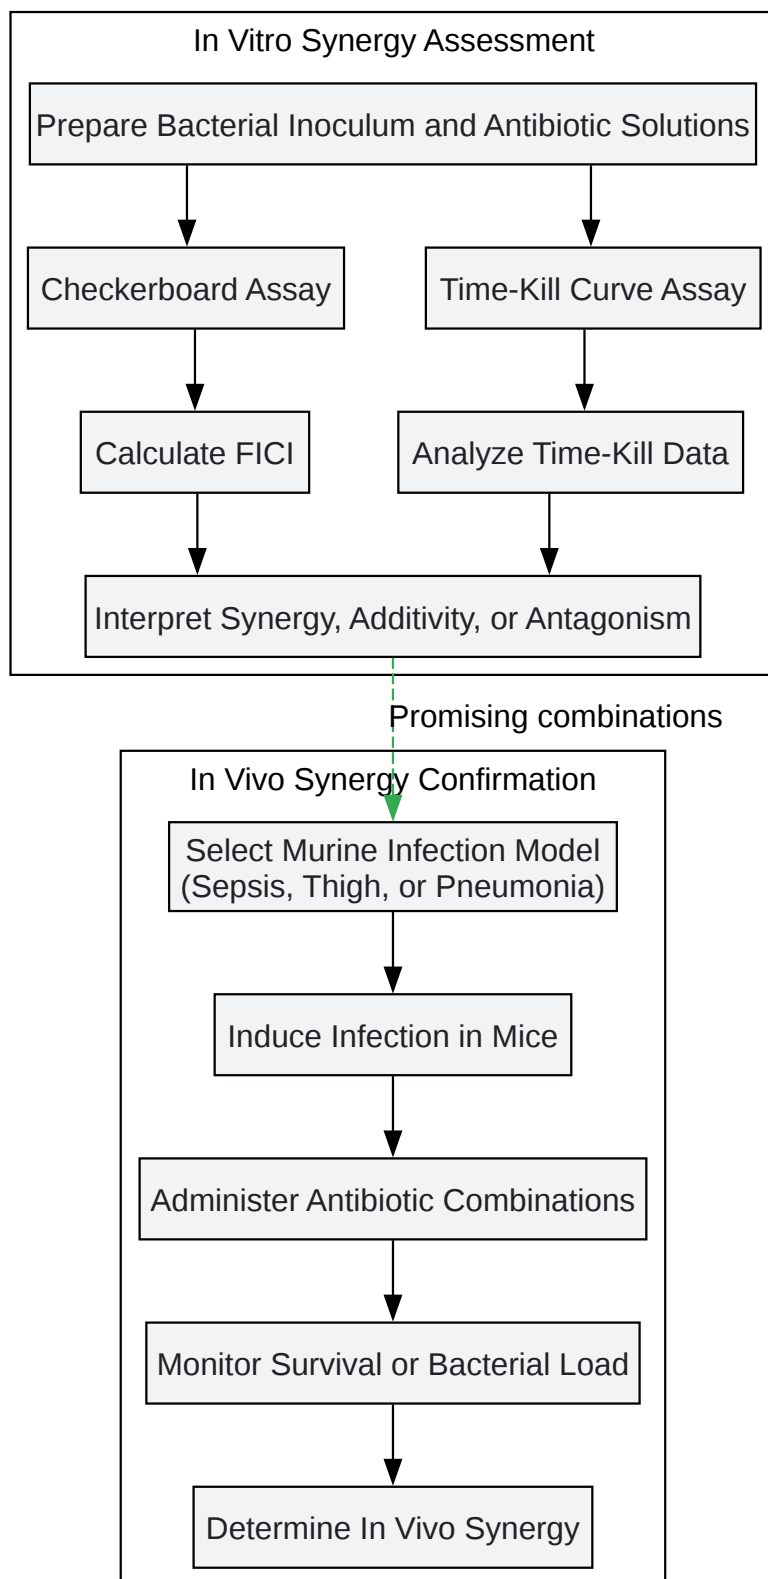 In Vitro Synergy Assessment
Prepare Bacterial Inoculum and Antibiotic Solutions
Checkerboard Assay
Time-Kill Curve Assay
Calculate FICI
Analyze Time-Kill Data
Interpret Synergy, Additivity, or Antagonism
Promising combinations
In Vivo Synergy Confirmation
Select Murine Infection Model
(Sepsis, Thigh, or Pneumonia)
Induce Infection in Mice
Administer Antibiotic Combinations
Monitor Survival or Bacterial Load
Determine In Vivo Synergy